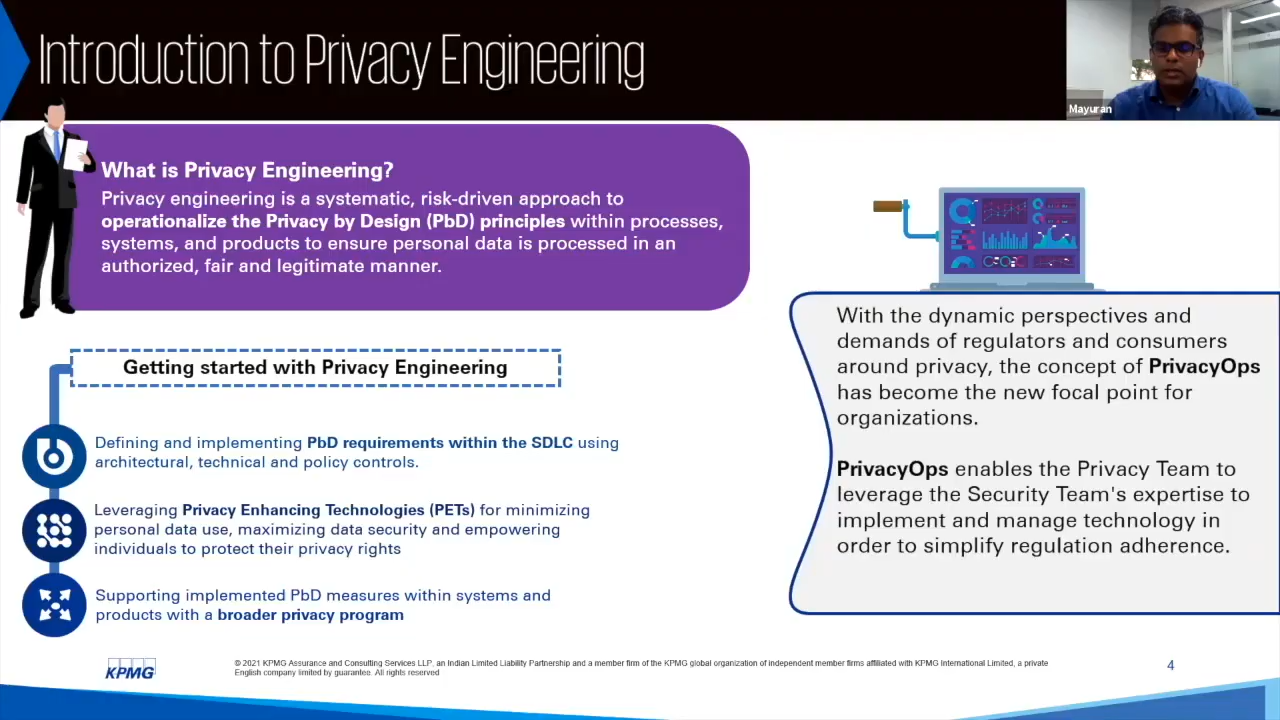 Introduction to Privacy Engineering
Mayuran
What is Privacy Engineering?
Privacy engineering is a systematic, risk-driven approach to
operationalize the Privacy by Design (PbD) principles within processes,
systems, and products to ensure personal data is processed in an
authorized, fair and legitimate manner.
Getting started with Privacy Engineering
Defining and implementing PbD requirements within the SDLC using
architectural, technical and policy controls.
Leveraging Privacy Enhancing Technologies (PETs) for minimizing
personal data use, maximizing data security and empowering
individuals to protect their privacy rights
Supporting implemented PbD measures within systems and
products with a broader privacy program
With the dynamic perspectives and
demands of regulators and consumers
around privacy, the concept of PrivacyOps
has become the new focal point for
organizations.
PrivacyOps enables the Privacy Team to
leverage the Security Team's expertise to
implement and manage technology in
order to simplify regulation adherence.
KPMG
© 2021 KPMG Assurance and Consulting Services LLP, an Indian Limited Liability Partnership and a member firm of the KPMG global organization of independent member firms affiliated with KPMG International Limited, a private
English company limited by guarantee. All rights reserved
4